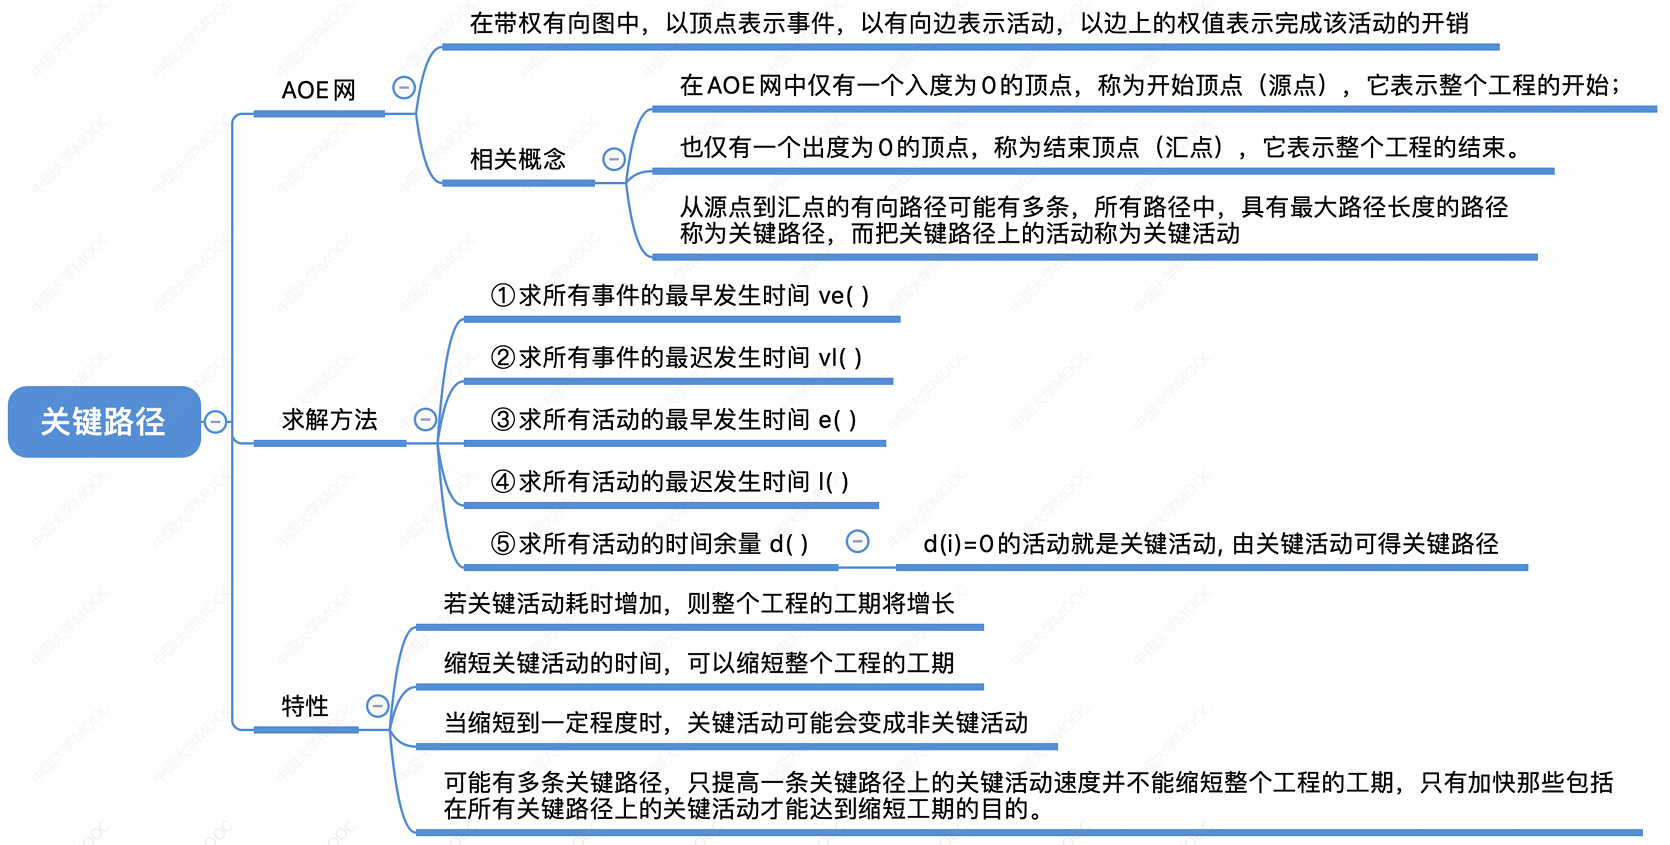 在带权有向图中，以顶点表示事件，以有向边表示活动，以边上的权值表示完成该活动的开销
AOE网
在AOE网中仅有一个入度为0的顶点，称为开始顶点（源点），它表示整个工程的开始；
相关概念
也仅有一个出度为0的顶点，称为结束顶点（汇点），它表示整个工程的结束。
从源点到汇点的有向路径可能有多条，所有路径中，具有最大路径长度的路径
称为关键路径，而把关键路径上的活动称为关键活动
①求所有事件的最早发生时间 ve( )
②求所有事件的最迟发生时间 vl( )
关键路径
求解方法
③求所有活动的最早发生时间 e( )
④求所有活动的最迟发生时间 l( )
⑤求所有活动的时间余量 d( )
d(i)=0的活动就是关键活动, 由关键活动可得关键路径
若关键活动耗时增加，则整个工程的工期将增长
缩短关键活动的时间，可以缩短整个工程的工期
特性
当缩短到一定程度时，关键活动可能会变成非关键活动
可能有多条关键路径，只提高一条关键路径上的关键活动速度并不能缩短整个工程的工期，只有加快那些包括
在所有关键路径上的关键活动才能达到缩短工期的目的。
中国大学MOOC